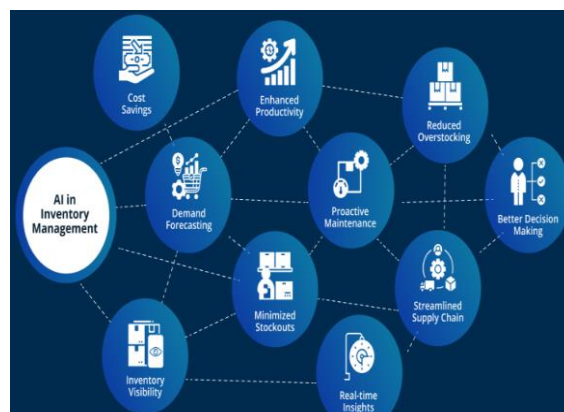 Cost
Savings
Enhanced
Productivity
Reduced
Overstocking
AI in
Inventory
Management
Demand
Forecasting
Proactive
Maintenance
Better Decision
Making
Minimized
Stockouts
Streamlined
Supply Chain
Inventory
Visibility
Real-time
Insights